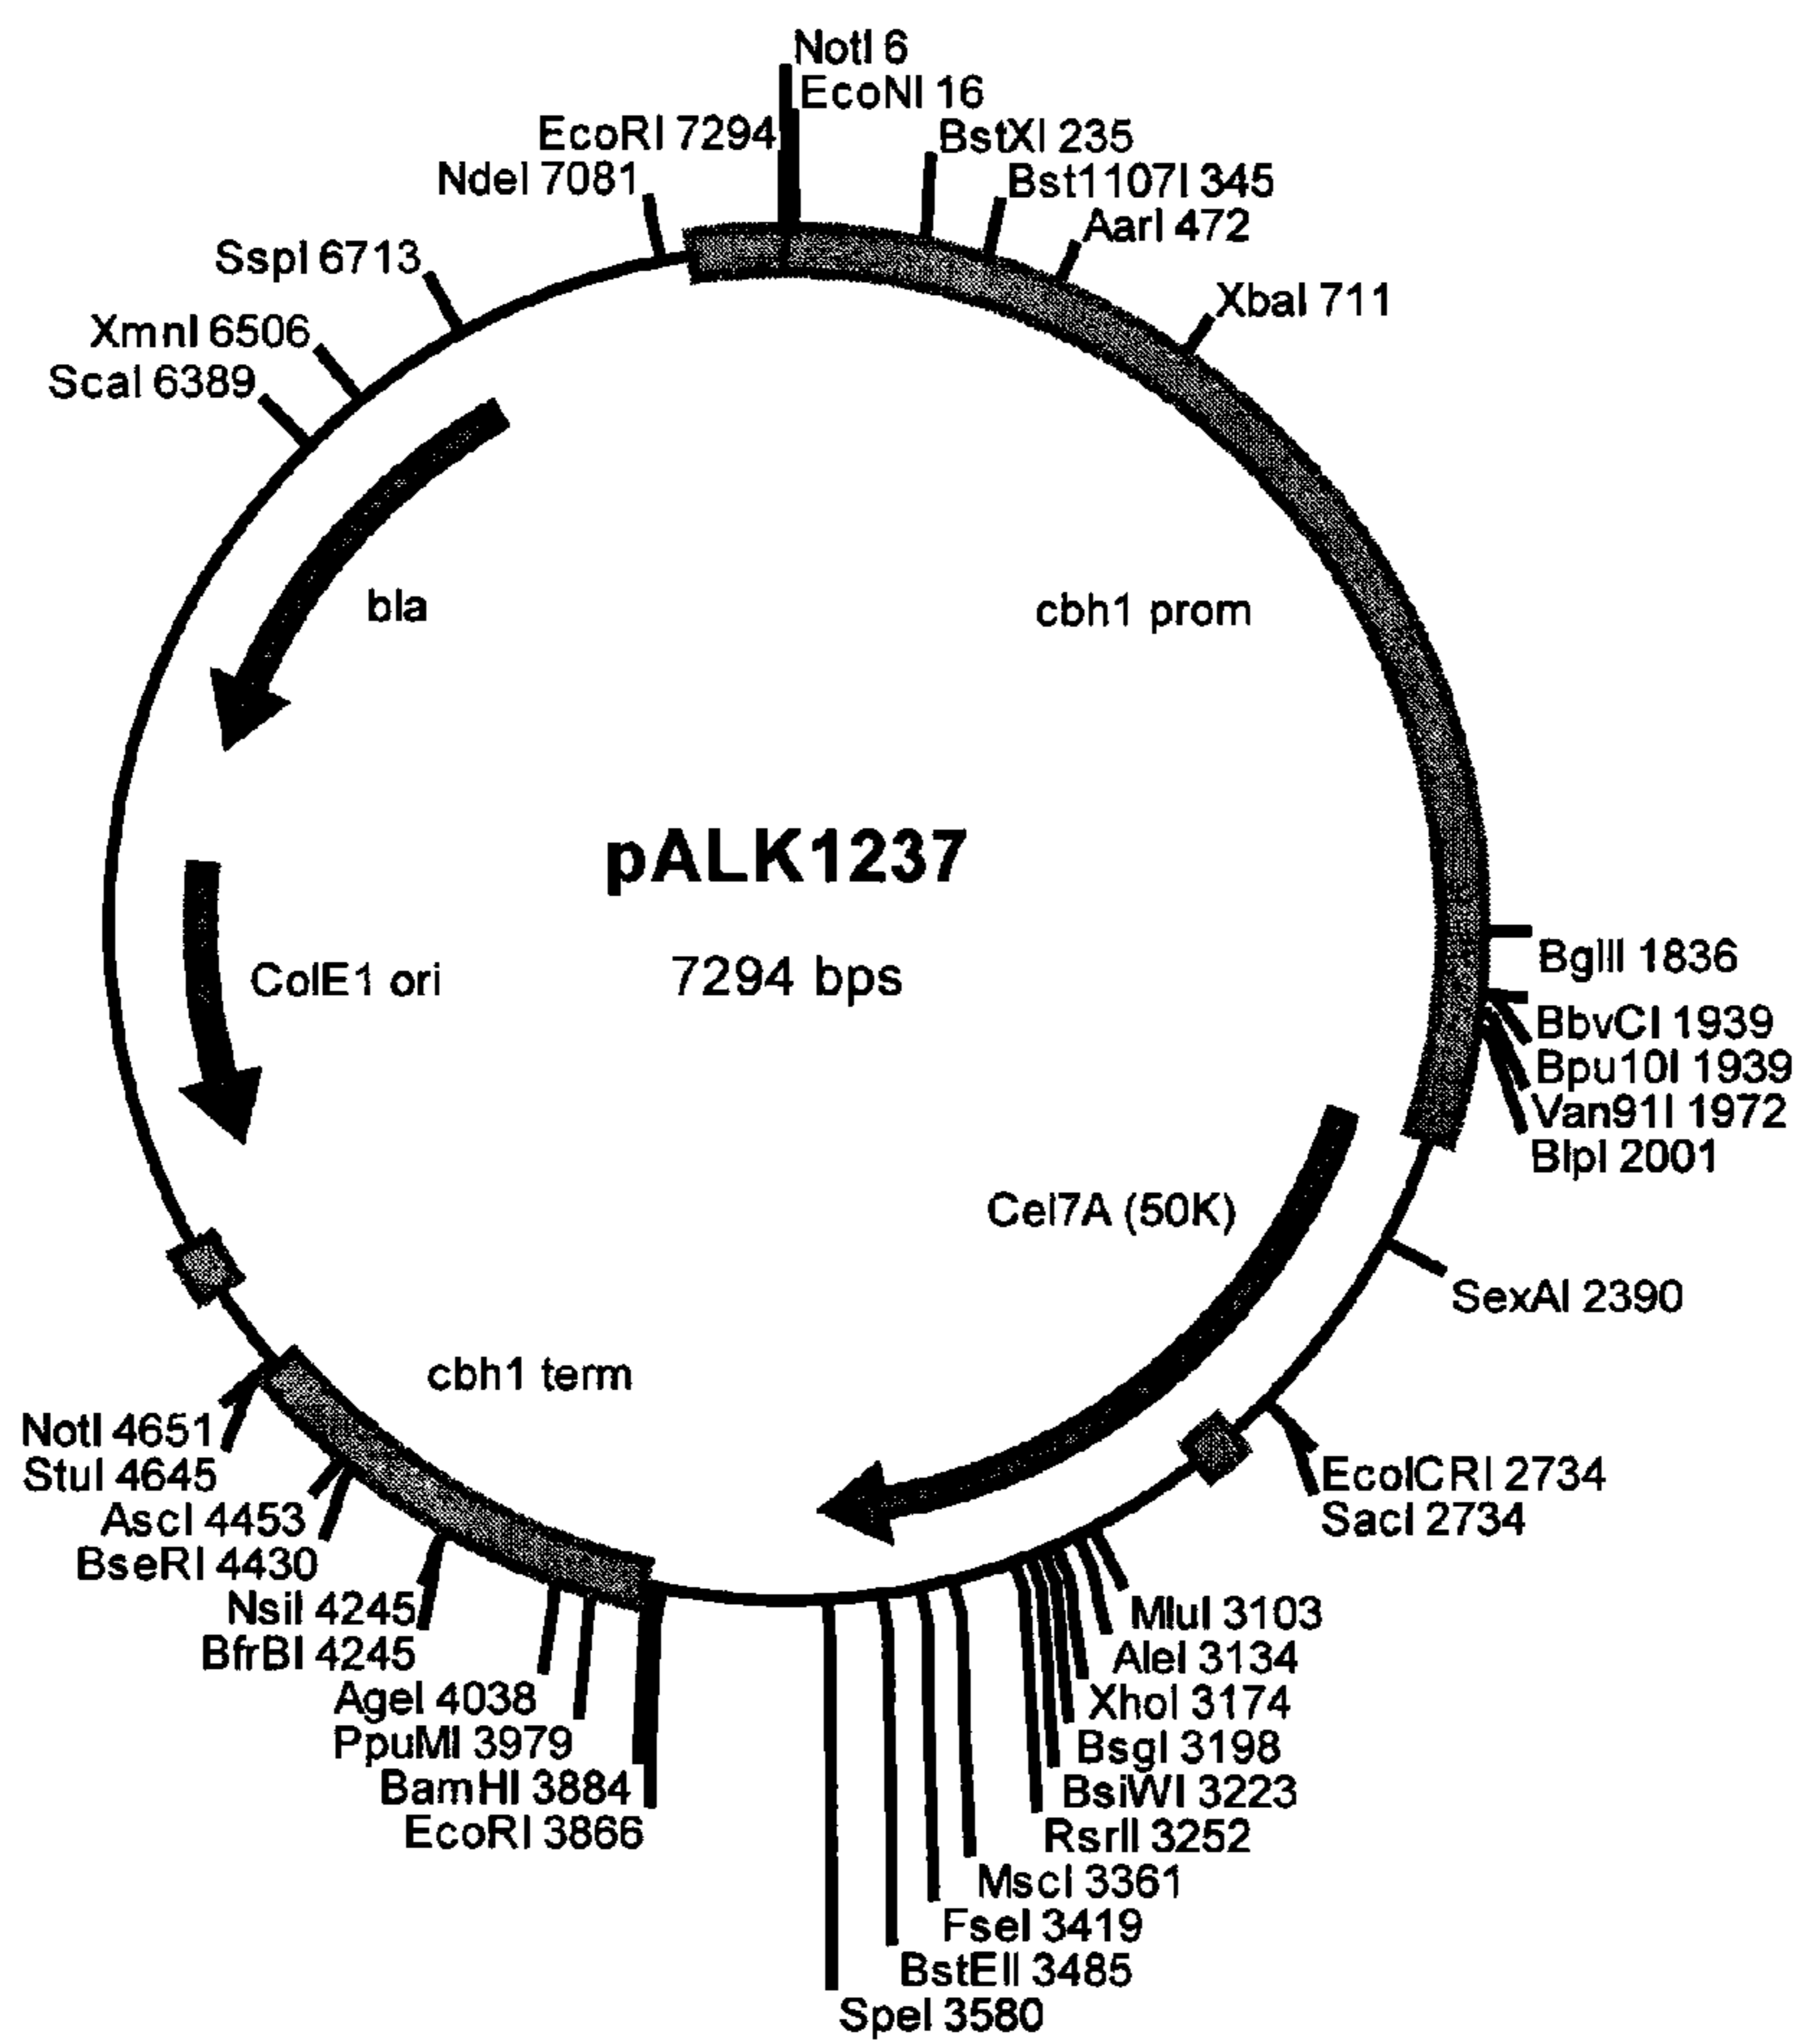 NotI 6
EcoNI 16
EcoRI 7294
BstXI 235
NdeI 7081
Bst1107I 345
AarI 472
SspI 6713
XbaI 711
XmnI 6506
ScaI 6389
bla
cbh1 prom
pALK1237
7294 bps
ColE1 ori
BglII 1836
BbvCI 1939
Bpu10I 1939
Van91I 1972
BlpI 2001
Cel7A (50K)
SexAI 2390
cbh1 term
NotI 4651
StuI 4645
AscI 4453
BseRI 4430
NsiI 4245
BfrBI 4245
AgeI 4038
PpuMI 3979
BamHI 3884
EcoRI 3866
EcoICRI 2734
SacI 2734
MluI 3103
AleI 3134
XhoI 3174
BsgI 3198
BsiWI 3223
RsrII 3252
MscI 3361
FseI 3419
BstEII 3485
SpeI 3580